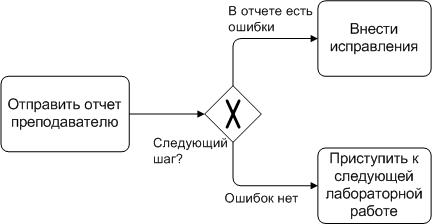 В отчете есть
ошибки
Внести
исправления
Отправить отчет
преподавателю
X
Следующий
шаг?
Ошибок нет
Приступить к
следующей
лабораторной
работе